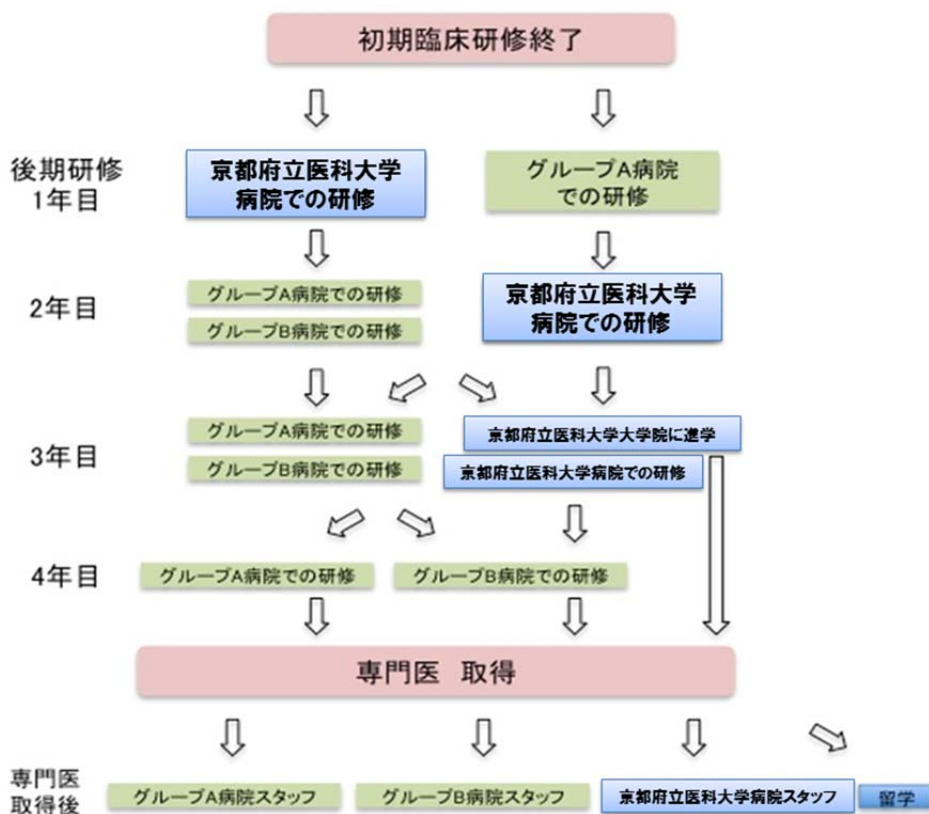 初期臨床研修終了
後期研修
1年目
京都府立医科大学
病院での研修
グループA病院
での研修
2年目
グループA病院での研修
グループB病院での研修
京都府立医科大学
病院での研修
3年目
グループA病院での研修
グループB病院での研修
京都府立医科大学大学院に進学
京都府立医科大学病院での研修
4年目
グループA病院での研修
グループB病院での研修
専門医 取得
専門医
取得後
グループA病院スタッフ
グループB病院スタッフ
京都府立医科大学病院スタッフ
留学